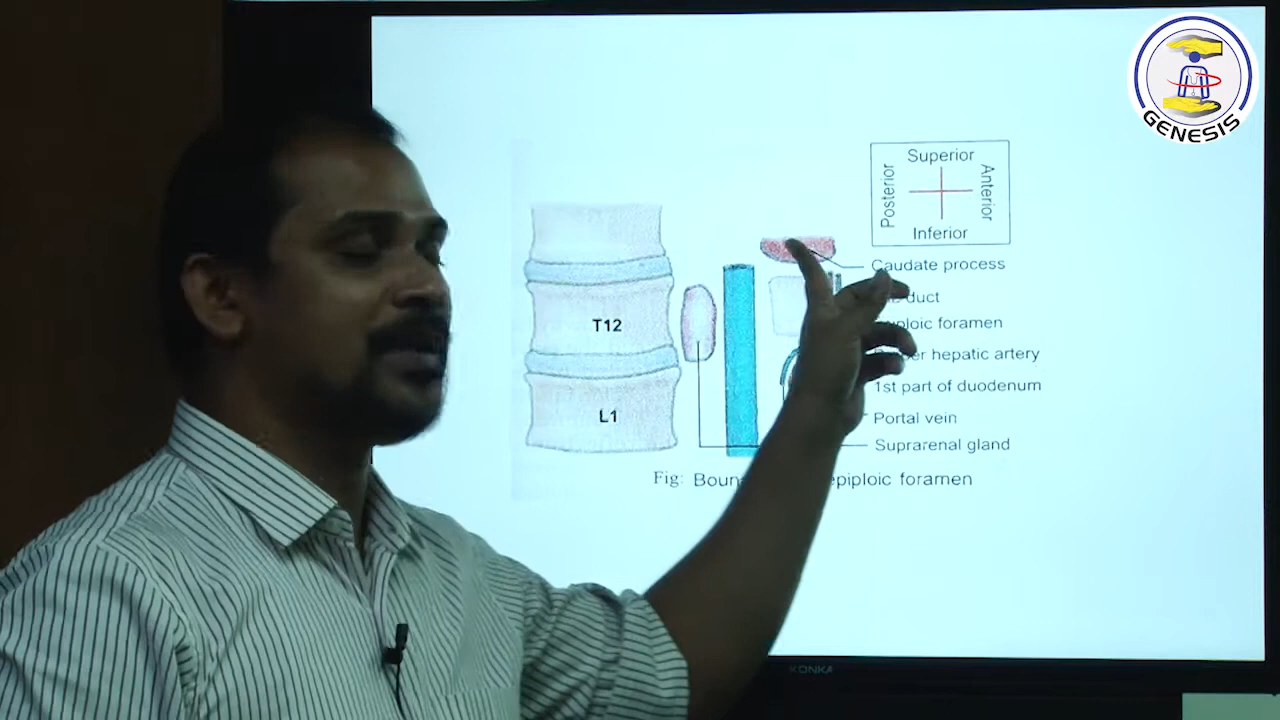 GENESIS
Superior
Posterior
Anterior
Inferior
Caudate process
duct
foramen
hepatic artery
1st part of duodenum
Portal vein
Suprarenal gland
T12
L1
Fig: epiploic foramen
KONKA